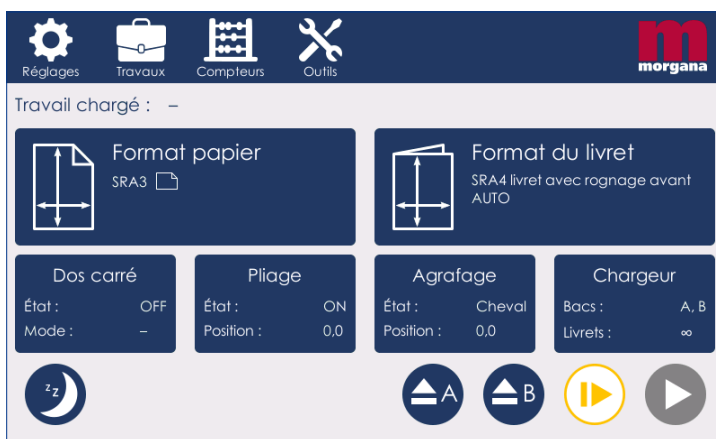 Réglages
Travaux
Compteurs
Outils
m
morgana
Travail chargé : –
Format papier
SRA3
Format du livret
SRA4 livret avec rognage avant
AUTO
Dos carré
État : OFF
Mode : –
Pliage
État : ON
Position : 0,0
Agrafage
État : Cheval
Position : 0,0
Chargeur
Bacs : A, B
Livrets : ∞
z z
A
B